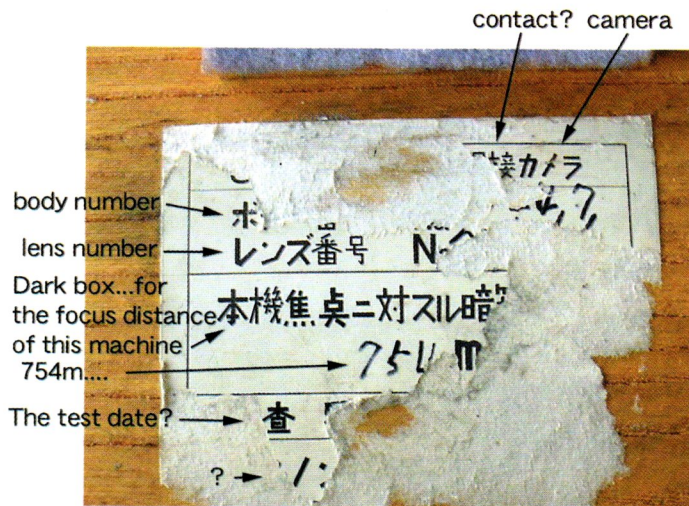 contact? camera
接カメラ
body number
ボ
lens number
レンズ番号 N
Dark box...for
the focus distance
of this machine
本機焦点ニ対スル暗
754m....
754 m
The test date?
査
?